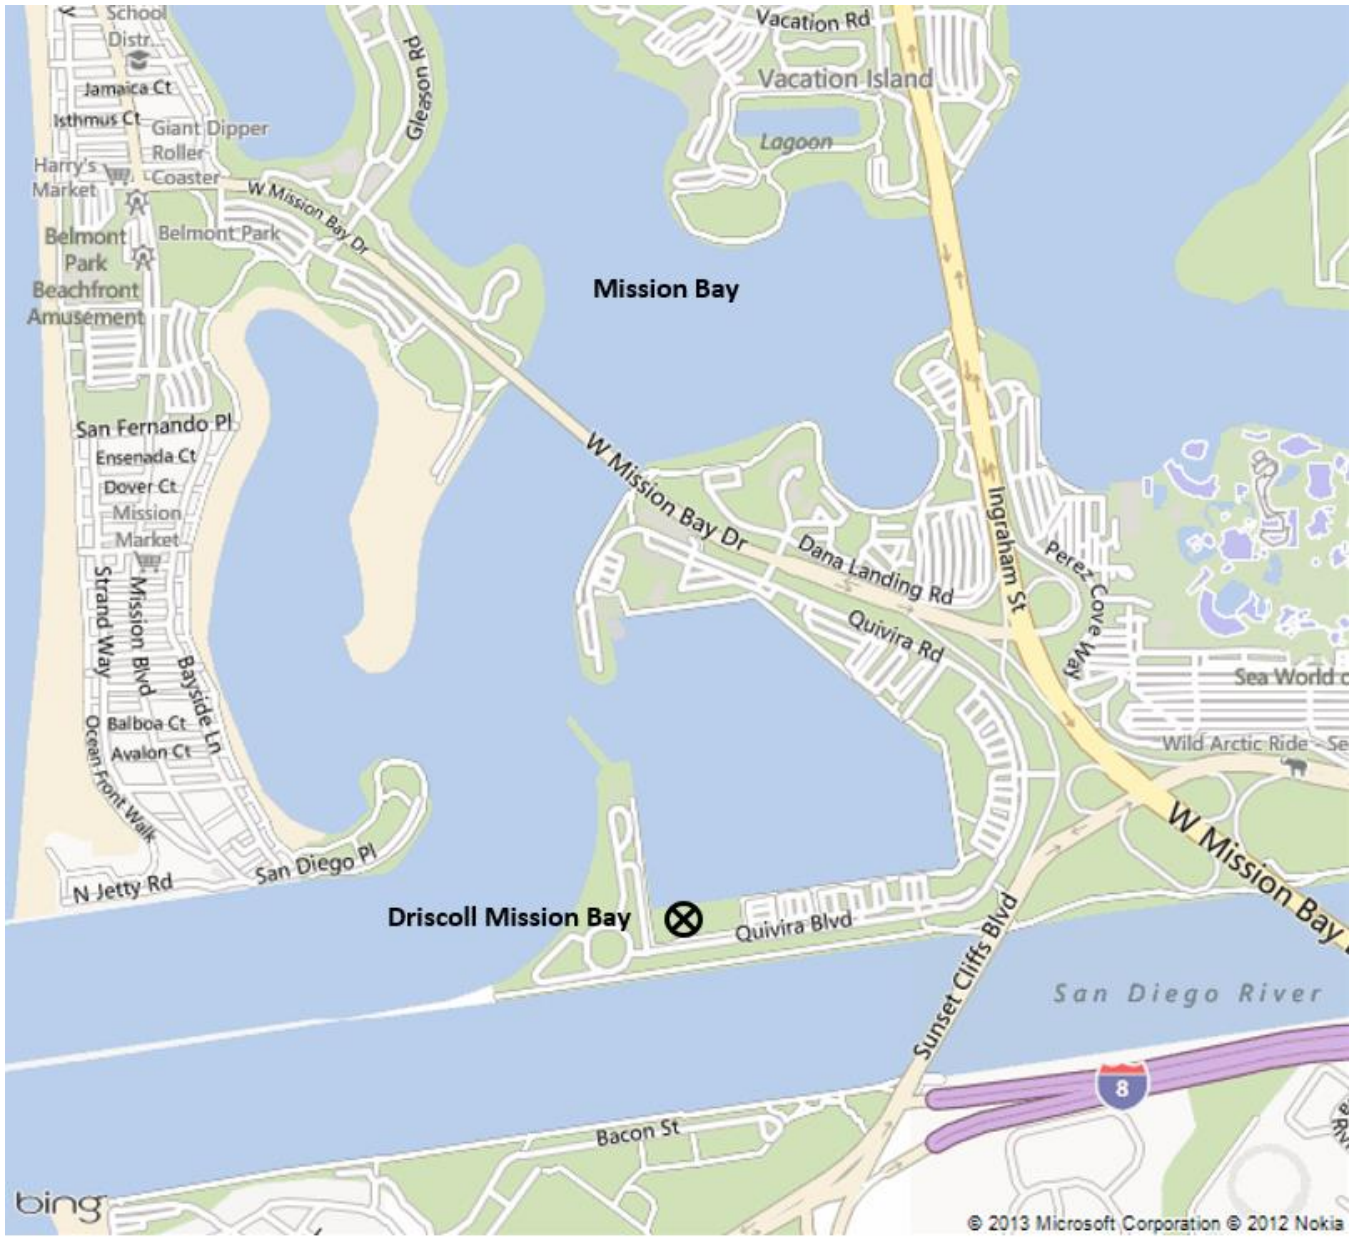 School
Distr...
Vacation Rd
Gleason Rd
Vacation Island
Jamaica Ct
Isthmus Ct
Giant Dipper
Roller
Coaster
Lagoon
Harry's
Market
W Mission Bay Dr
Belmont
Park
Beachfront
Amusement
Belmont Park
Mission Bay
San Fernando Pl
Ensenada Ct
Dover Ct
Mission
Market
W Mission Bay Dr
Ingraham St
Dana Landing Rd
Perez Cove Way
Quivira Rd
Strand Way
Mission Blvd
Bayside Ln
Sea World o
Balboa Ct
Avalon Ct
Ocean Front Walk
Wild Arctic Ride - Se
W Mission Bay
San Diego Pl
N Jetty Rd
Driscoll Mission Bay
Quivira Blvd
Sunset Cliffs Blvd
San Diego River
8
Bacon St
bing
© 2013 Microsoft Corporation © 2012 Nokia